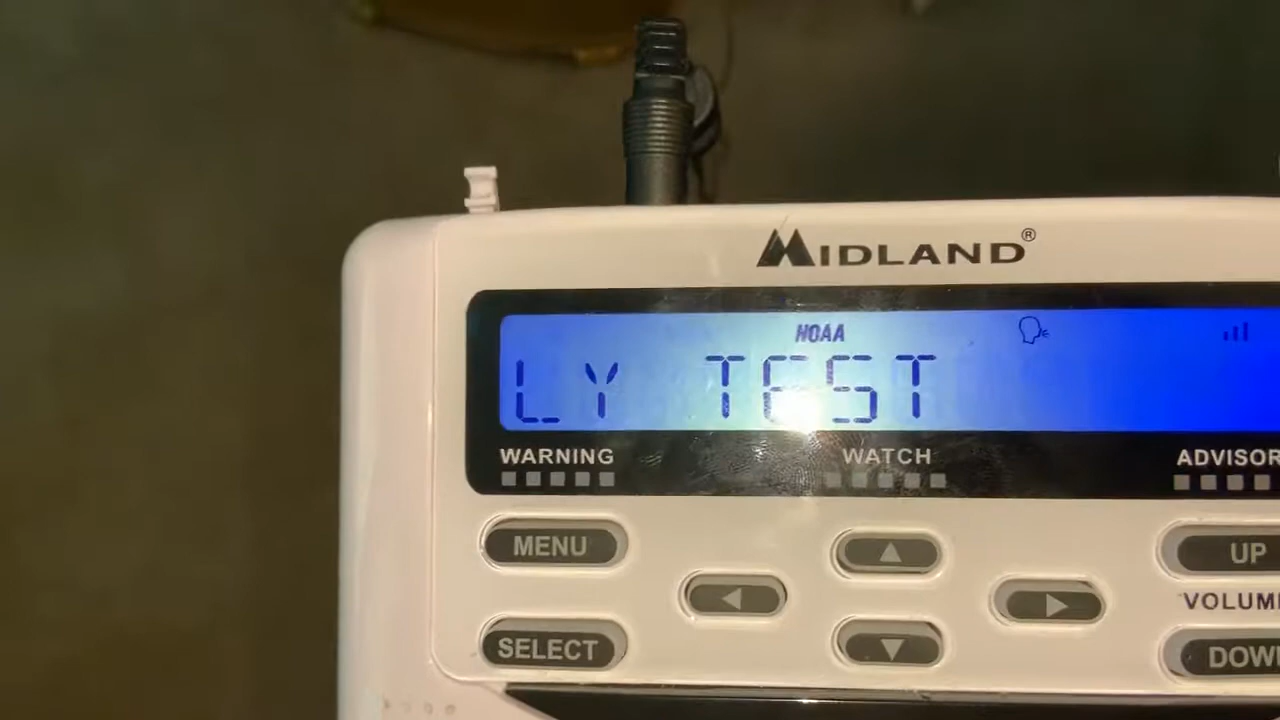 MIDLAND®
NOAA
LY TEST
WARNING WATCH ADVISOR
MENU
UP
VOLUM
SELECT
DOW